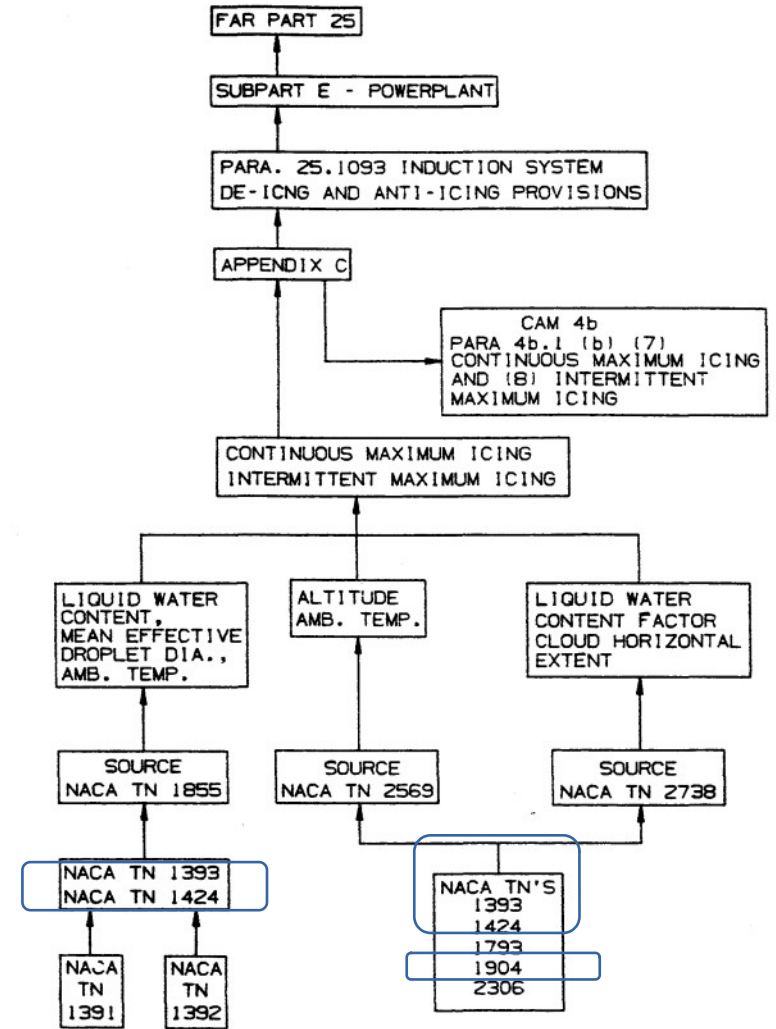 FAR PART 25
SUBPART E - POWERPLANT
PARA. 25.1093 INDUCTION SYSTEM
DE-ICNG AND ANTI-ICING PROVISIONS
APPENDIX C
CAM 4b
PARA 4b.1 (b) (7)
CONTINUOUS MAXIMUM ICING
AND (8) INTERMITTENT
MAXIMUM ICING
CONTINUOUS MAXIMUM ICING
INTERMITTENT MAXIMUM ICING
LIQUID WATER
CONTENT,
MEAN EFFECTIVE
DROPLET DIA.,
AMB. TEMP.
ALTITUDE
AMB. TEMP.
LIQUID WATER
CONTENT FACTOR
CLOUD HORIZONTAL
EXTENT
SOURCE
NACA TN 1855
SOURCE
NACA TN 2569
SOURCE
NACA TN 2738
NACA TN 1393
NACA TN 1424
NACA TN'S
1393
1424
1793
1904
2306
NACA
TN
1391
NACA
TN
1392